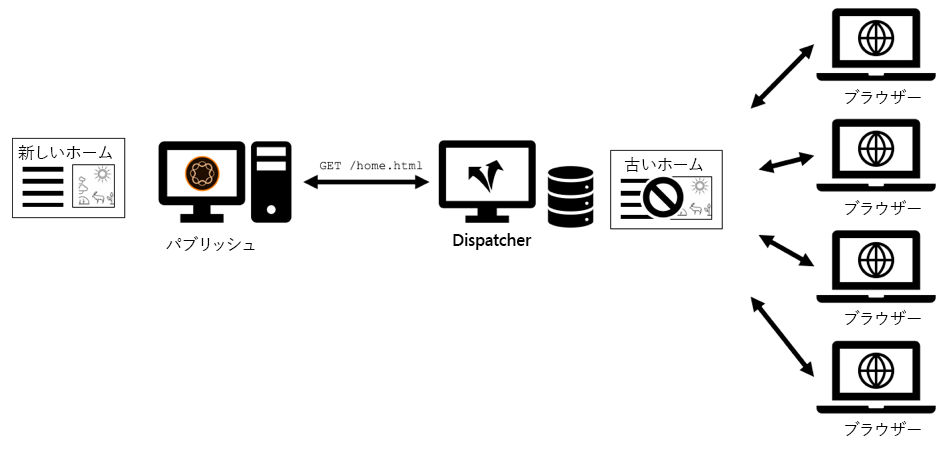 新しいホーム
パブリッシュ
GET /home.html
Dispatcher
古いホーム
ブラウザー
ブラウザー
ブラウザー
ブラウザー